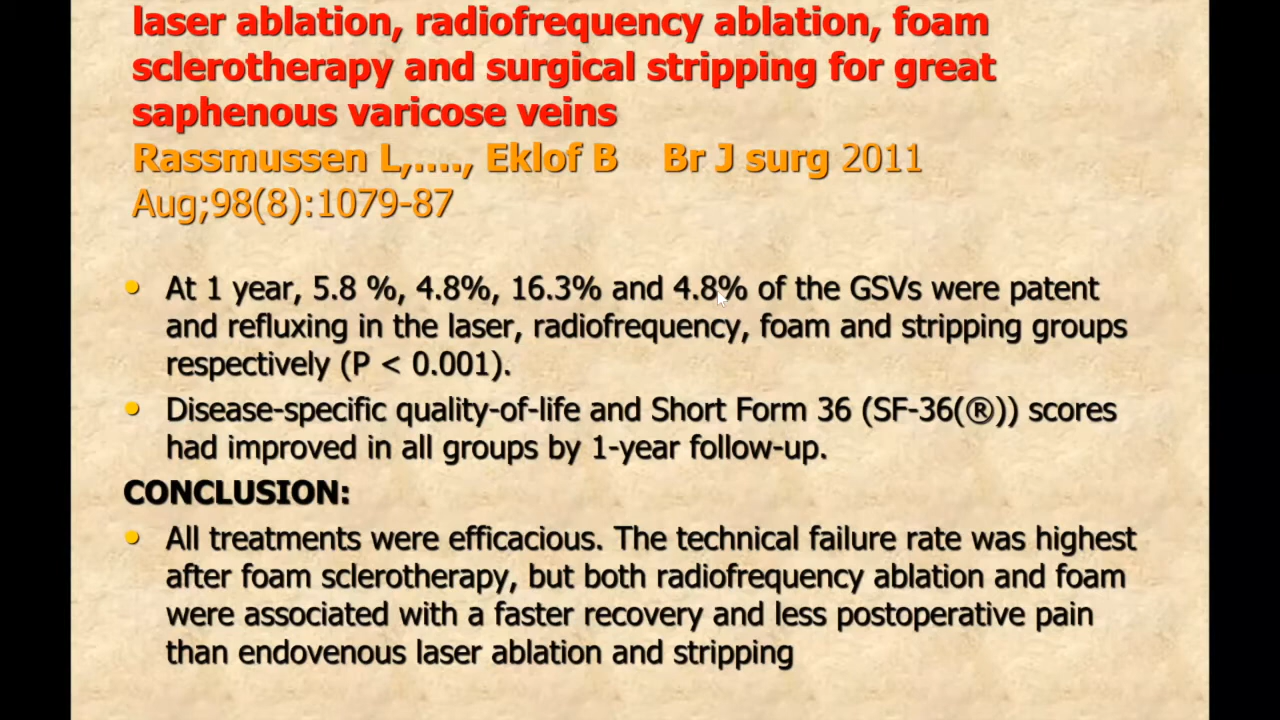 laser ablation, radiofrequency ablation, foam
sclerotherapy and surgical stripping for great
saphenous varicose veins
Rassmussen L,...., Eklof B Br J surg 2011
Aug;98(8):1079-87
• At 1 year, 5.8 %, 4.8%, 16.3% and 4.8% of the GSVs were patent
and refluxing in the laser, radiofrequency, foam and stripping groups
respectively (P < 0.001).
• Disease-specific quality-of-life and Short Form 36 (SF-36(®)) scores
had improved in all groups by 1-year follow-up.
CONCLUSION:
• All treatments were efficacious. The technical failure rate was highest
after foam sclerotherapy, but both radiofrequency ablation and foam
were associated with a faster recovery and less postoperative pain
than endovenous laser ablation and stripping